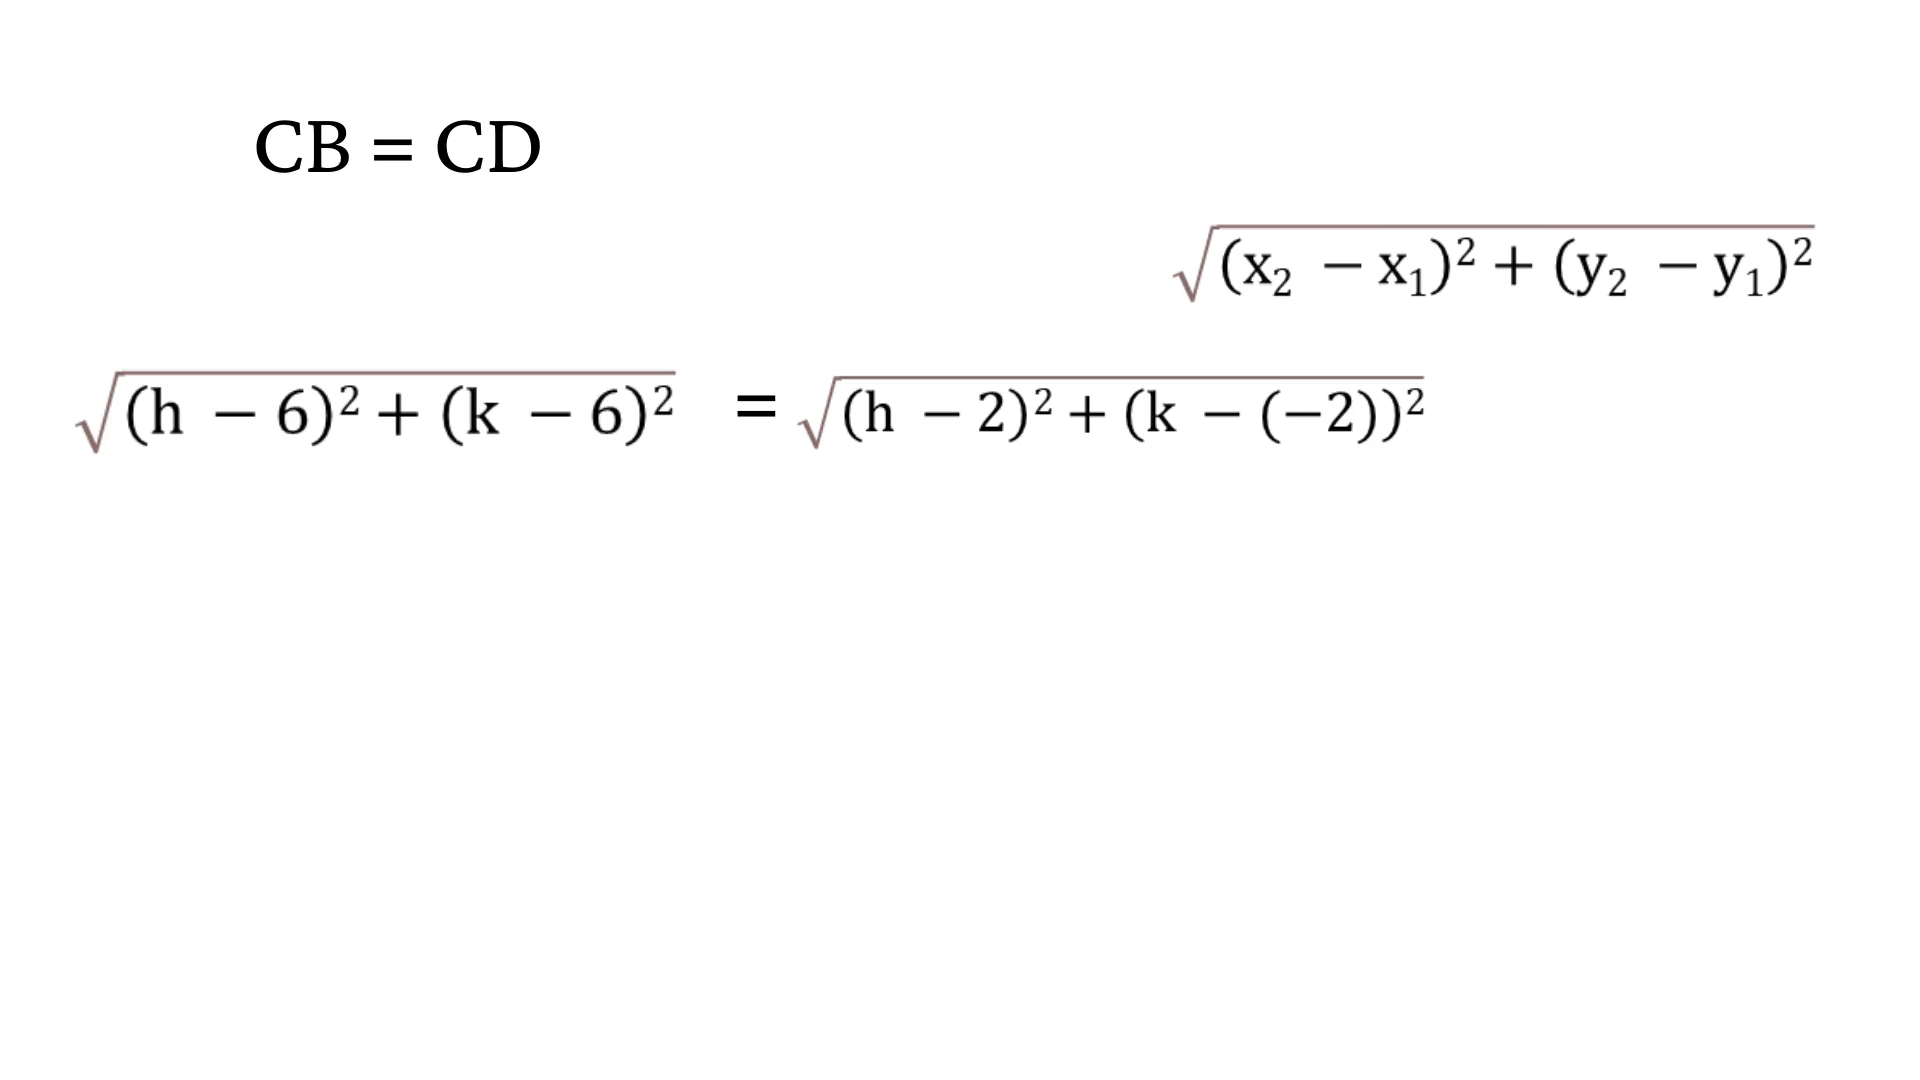 CB = CD
√(x₂ − x₁)² + (y₂ − y₁)²
√(h − 6)² + (k − 6)² = √(h − 2)² + (k − (−2))²